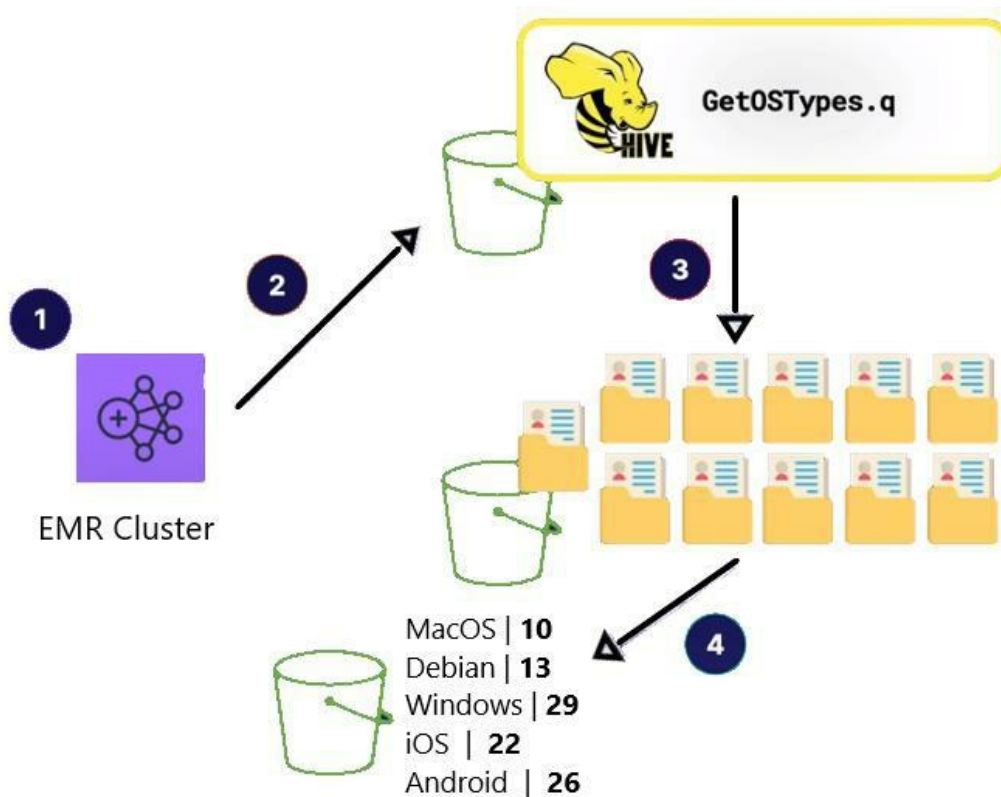 GetOSTypes.q
HIVE
2
3
1
EMR Cluster
MacOS | 10
Debian | 13
Windows | 29
iOS | 22
Android | 26
4